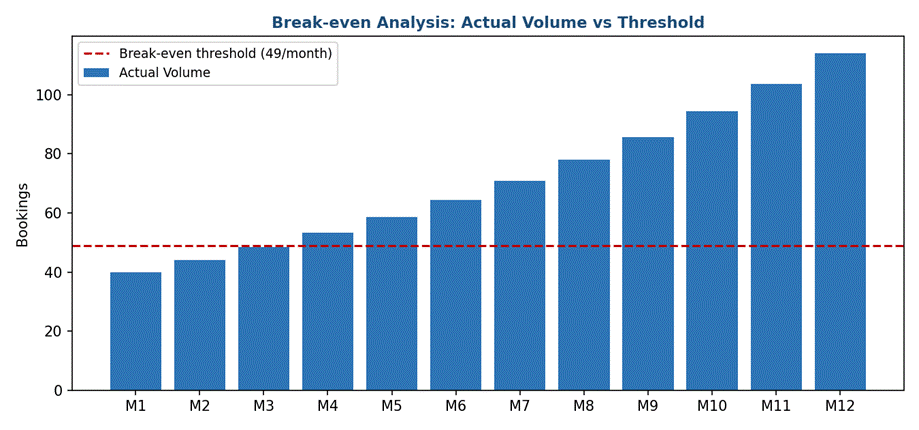 Break-even Analysis: Actual Volume vs Threshold
Break-even threshold (49/month)
Actual Volume
Bookings
100
80
60
40
20
0
M1 M2 M3 M4 M5 M6 M7 M8 M9 M10 M11 M12